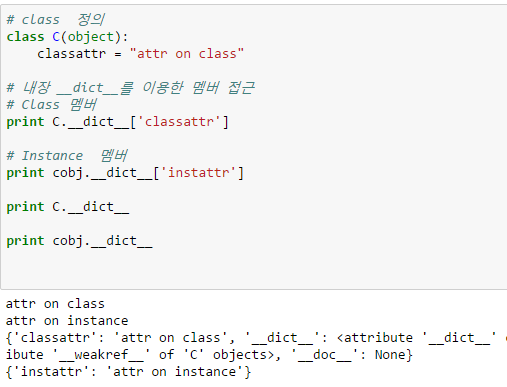 # class  정의
class C(object):
    classattr = "attr on class"
# 내장 __dict__를 이용한 멤버 접근
# Class 멤버
print C.__dict__['classattr']
# Instance  멤버
print cobj.__dict__['instattr']
print C.__dict__
print cobj.__dict__
attr on class
attr on instance
{'classattr': 'attr on class', '__dict__': <attribute '__dict__'
ibute '__weakref__' of 'C' objects>, '__doc__': None}
{'instattr': 'attr on instance'}